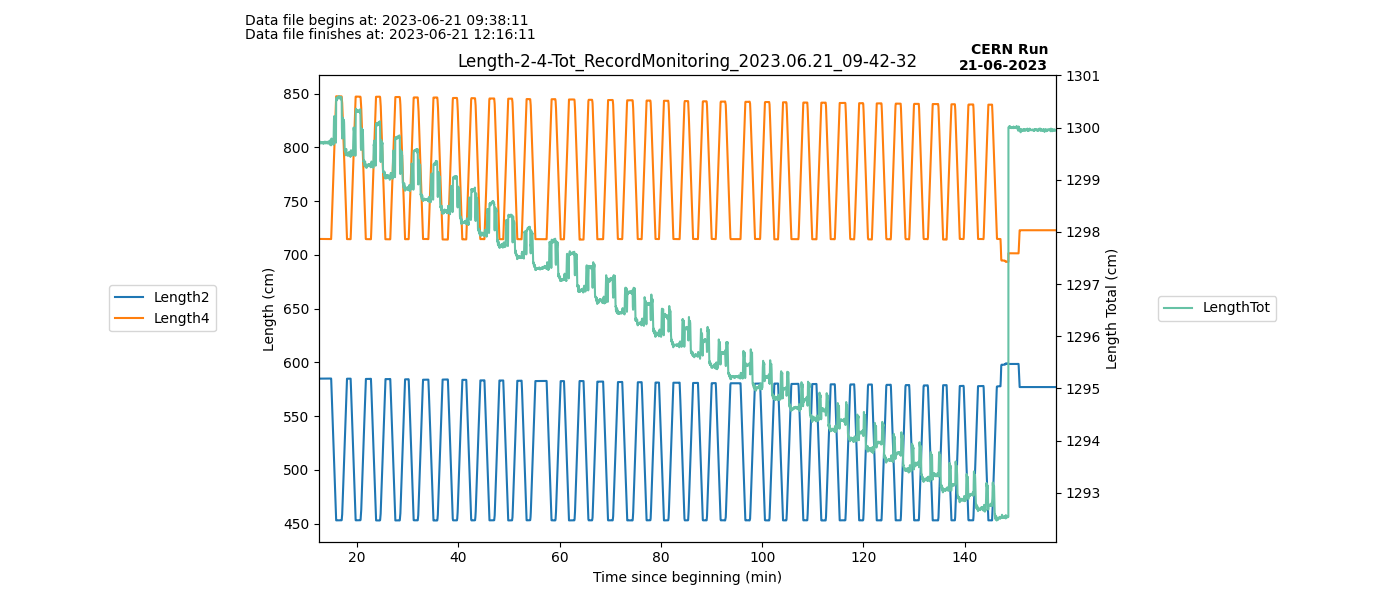 Data file begins at: 2023-06-21 09:38:11
Data file finishes at: 2023-06-21 12:16:11
CERN Run
21-06-2023
Length-2-4-Tot_RecordMonitoring_2023.06.21_09-42-32
850
800
750
700
650
600
550
500
450
Length (cm)
1301
1300
1299
1298
1297
1296
1295
1294
1293
Length Total (cm)
20 40 60 80 100 120 140
Time since beginning (min)
Length2
Length4
LengthTot